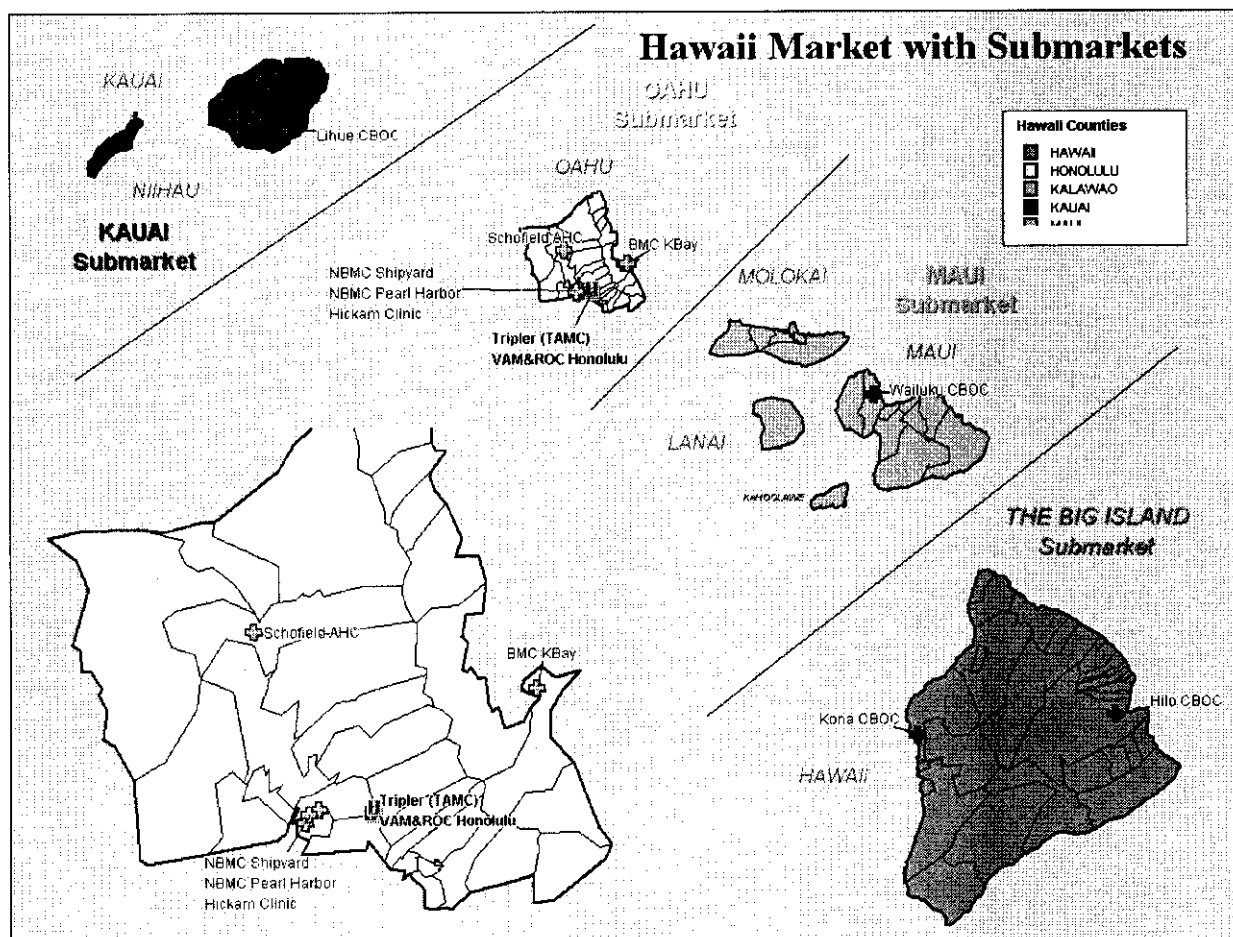 Hawaii Market with Submarkets
KAUAI
Lihue CBOC
NIIHAU
KAUAI
Submarket
OAHU
Submarket
OAHU
Schofield AHC
BMC KBay
NBMC Shipyard
NBMC Pearl Harbor
Hickam Clinic
Tripler (TAMC)
VAM&ROC Honolulu
Hawaii Counties
HAWAII
HONOLULU
KALAWAO
KAUAI
MAUI
MOLOKAI
MAUI
Submarket
MAUI
Wailuku CBOC
LANAI
KAHOOLAWE
THE BIG ISLAND
Submarket
Kona CBOC
Hilo CBOC
HAWAII
Schofield AHC
BMC KBay
Tripler (TAMC)
VAM&ROC Honolulu
NBMC Shipyard
NBMC Pearl Harbor
Hickam Clinic